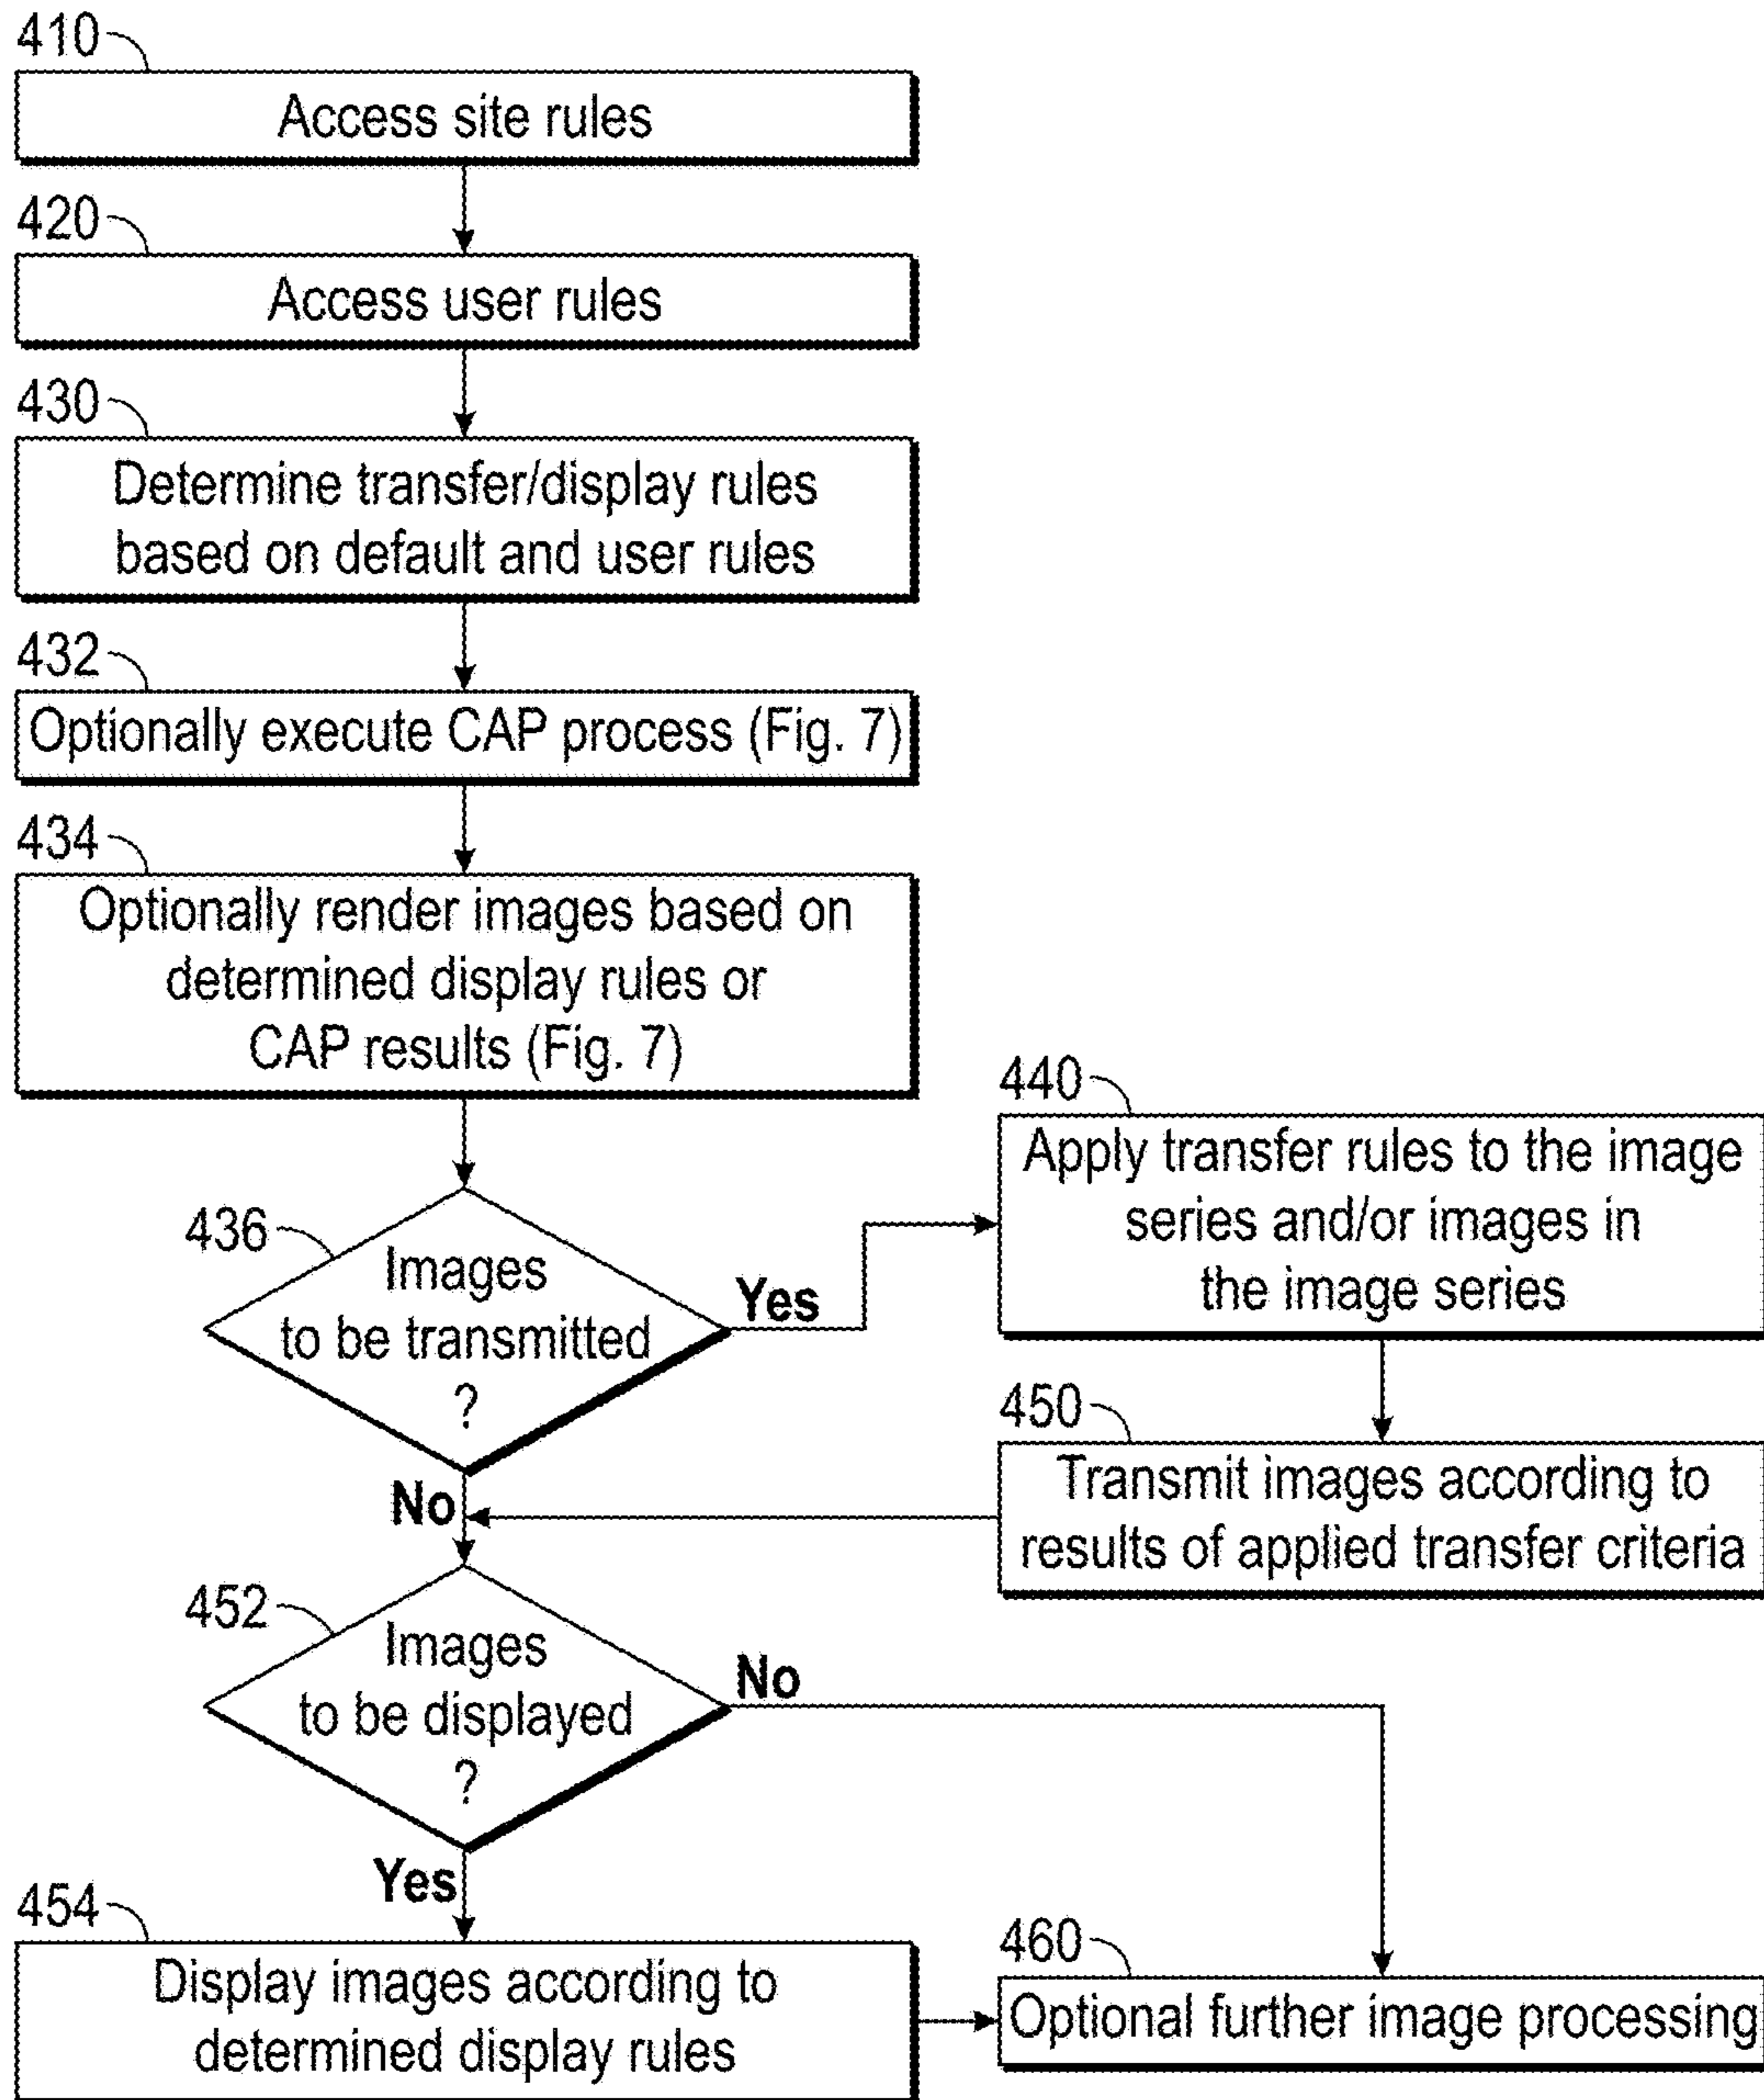 410
Access site rules
420
Access user rules
430
Determine transfer/display rules
based on default and user rules
432
Optionally execute CAP process (Fig. 7)
434
Optionally render images based on
determined display rules or
CAP results (Fig. 7)
436
Images
to be transmitted
?
Yes
No
440
Apply transfer rules to the image
series and/or images in
the image series
450
Transmit images according to
results of applied transfer criteria
452
Images
to be displayed
?
No
Yes
454
Display images according to
determined display rules
460
Optional further image processing